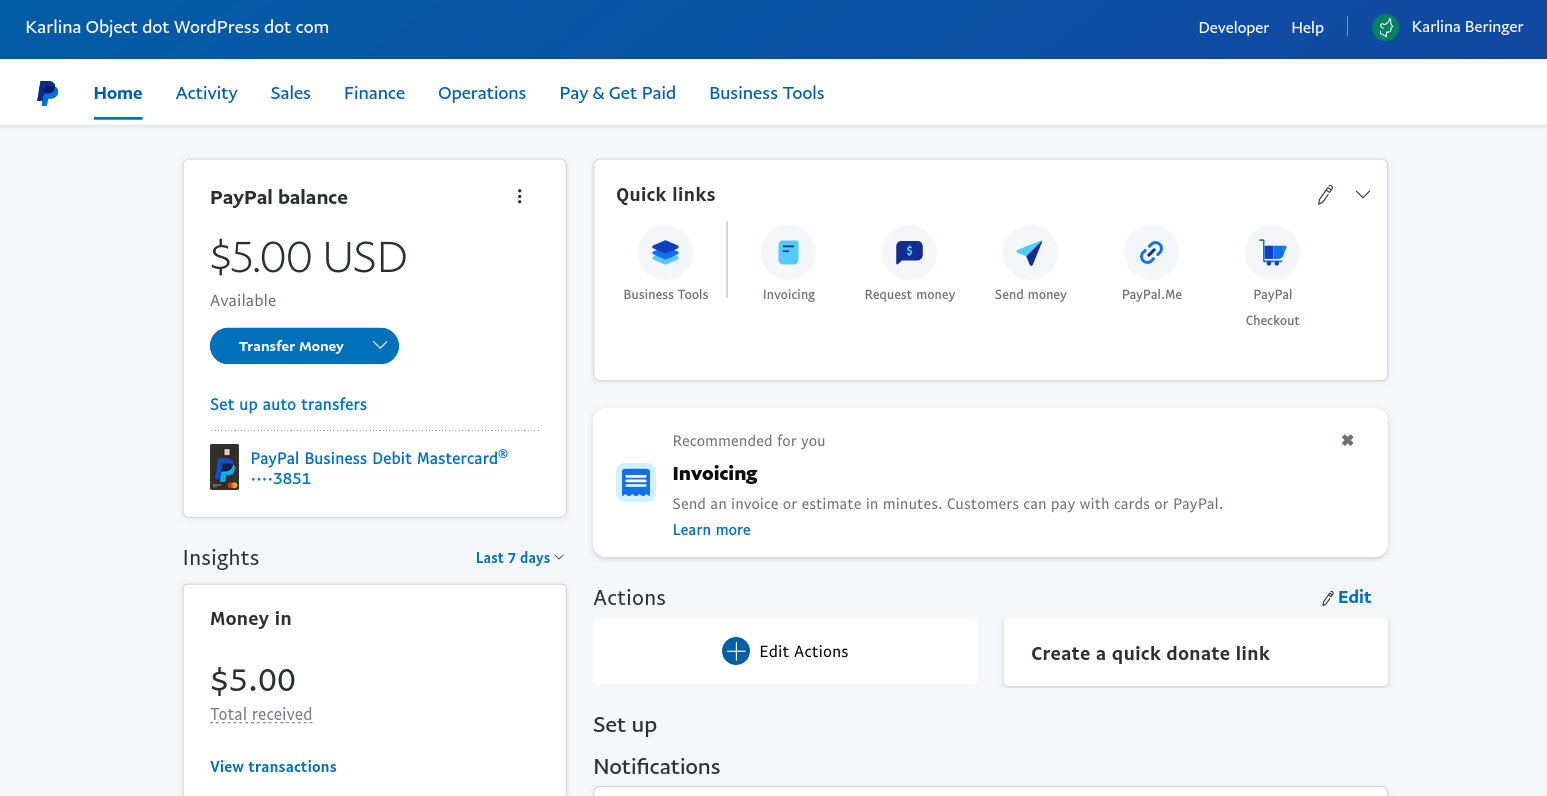 Karlina Object dot WordPress dot com
Developer
Help
Karlina Beringer
Home
Activity
Sales
Finance
Operations
Pay & Get Paid
Business Tools
PayPal balance
$5.00 USD
Available
Transfer Money
Set up auto transfers
PayPal Business Debit Mastercard®
····3851
Insights
Last 7 days
Money in
$5.00
Total received
View transactions
Quick links
Business Tools
Invoicing
Request money
Send money
PayPal.Me
PayPal
Checkout
Recommended for you
Invoicing
Send an invoice or estimate in minutes. Customers can pay with cards or PayPal.
Learn more
Actions
Edit
Edit Actions
Create a quick donate link
Set up
Notifications